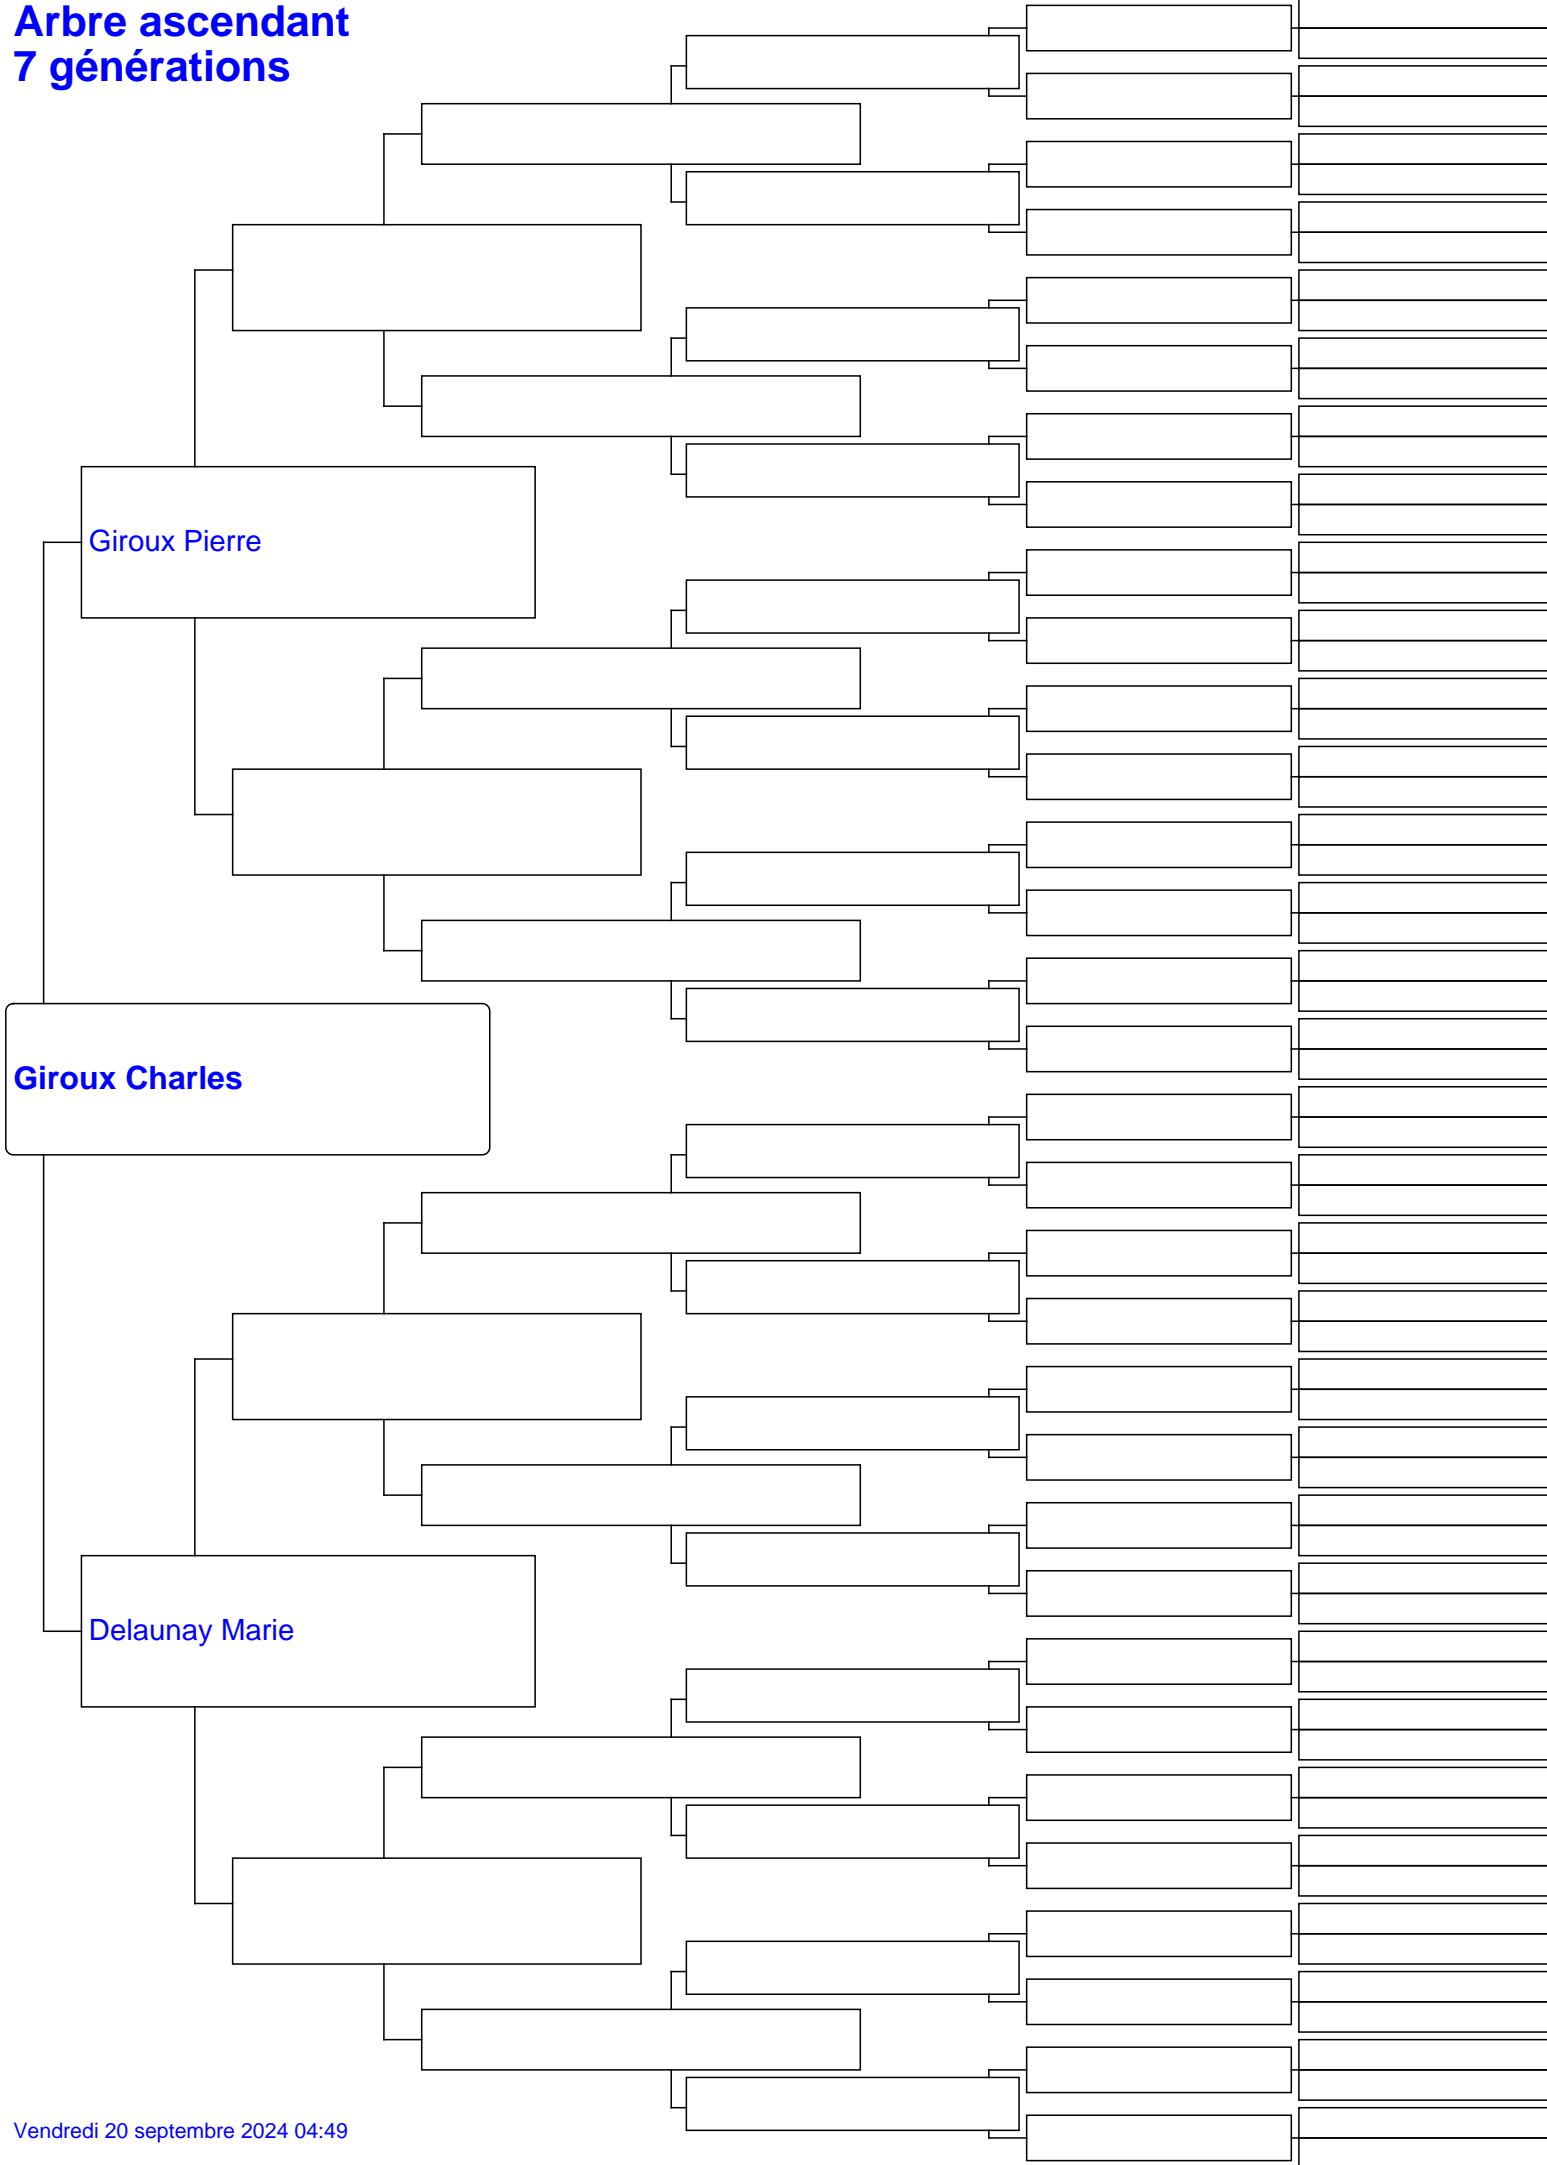 Arbre ascendant
7 générations
Giroux Pierre
Giroux Charles
Delaunay Marie
Vendredi 20 septembre 2024 04:49